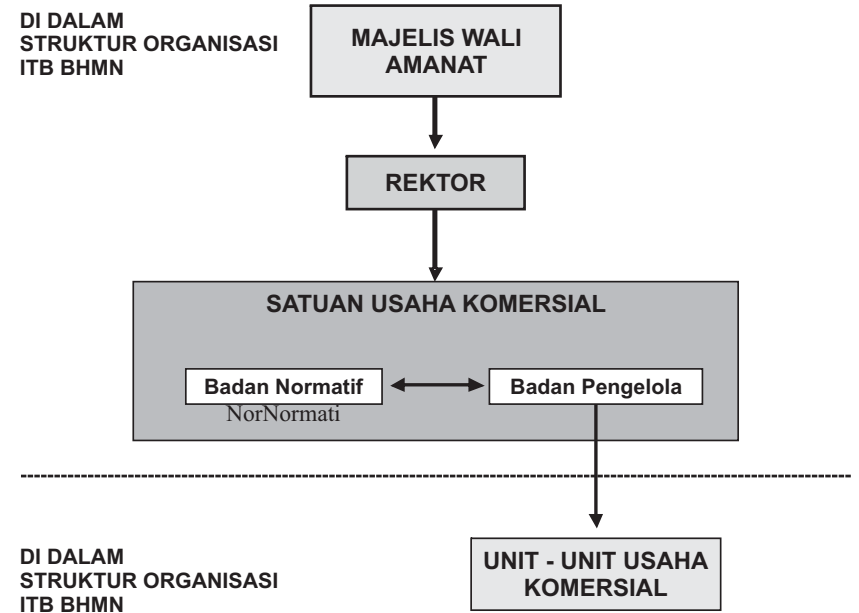 DI DALAM
STRUKTUR ORGANISASI
ITB BHMN
MAJELIS WALI
AMANAT
REKTOR
SATUAN USAHA KOMERSIAL
Badan Normatif
NorNormati
Badan Pengelola
DI DALAM
STRUKTUR ORGANISASI
ITB BHMN
UNIT - UNIT USAHA
KOMERSIAL